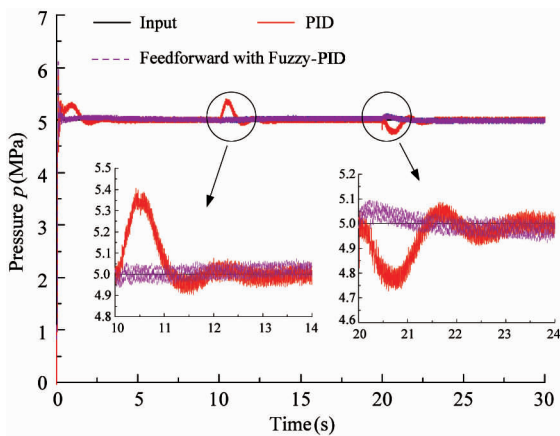 Input
PID
Feedforward with Fuzzy-PID
Pressure p (MPa)
7
6
5
4
3
2
1
0
5.5
5.4
5.3
5.2
5.1
5.0
4.9
4.8
10 11 12 13 14
5.1
5.0
4.9
4.8
4.7
4.6
20 21 22 23 24
0 5 10 15 20 25 30
Time (s)